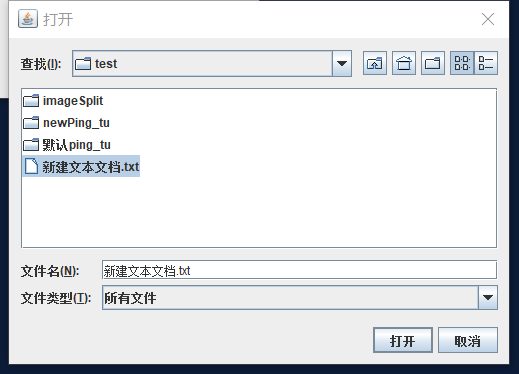 打开
查找(I): test
imageSplit
newPing_tu
默认ping_tu
新建文本文档.txt
文件名(N): 新建文本文档.txt
文件类型(T): 所有文件
打开 取消